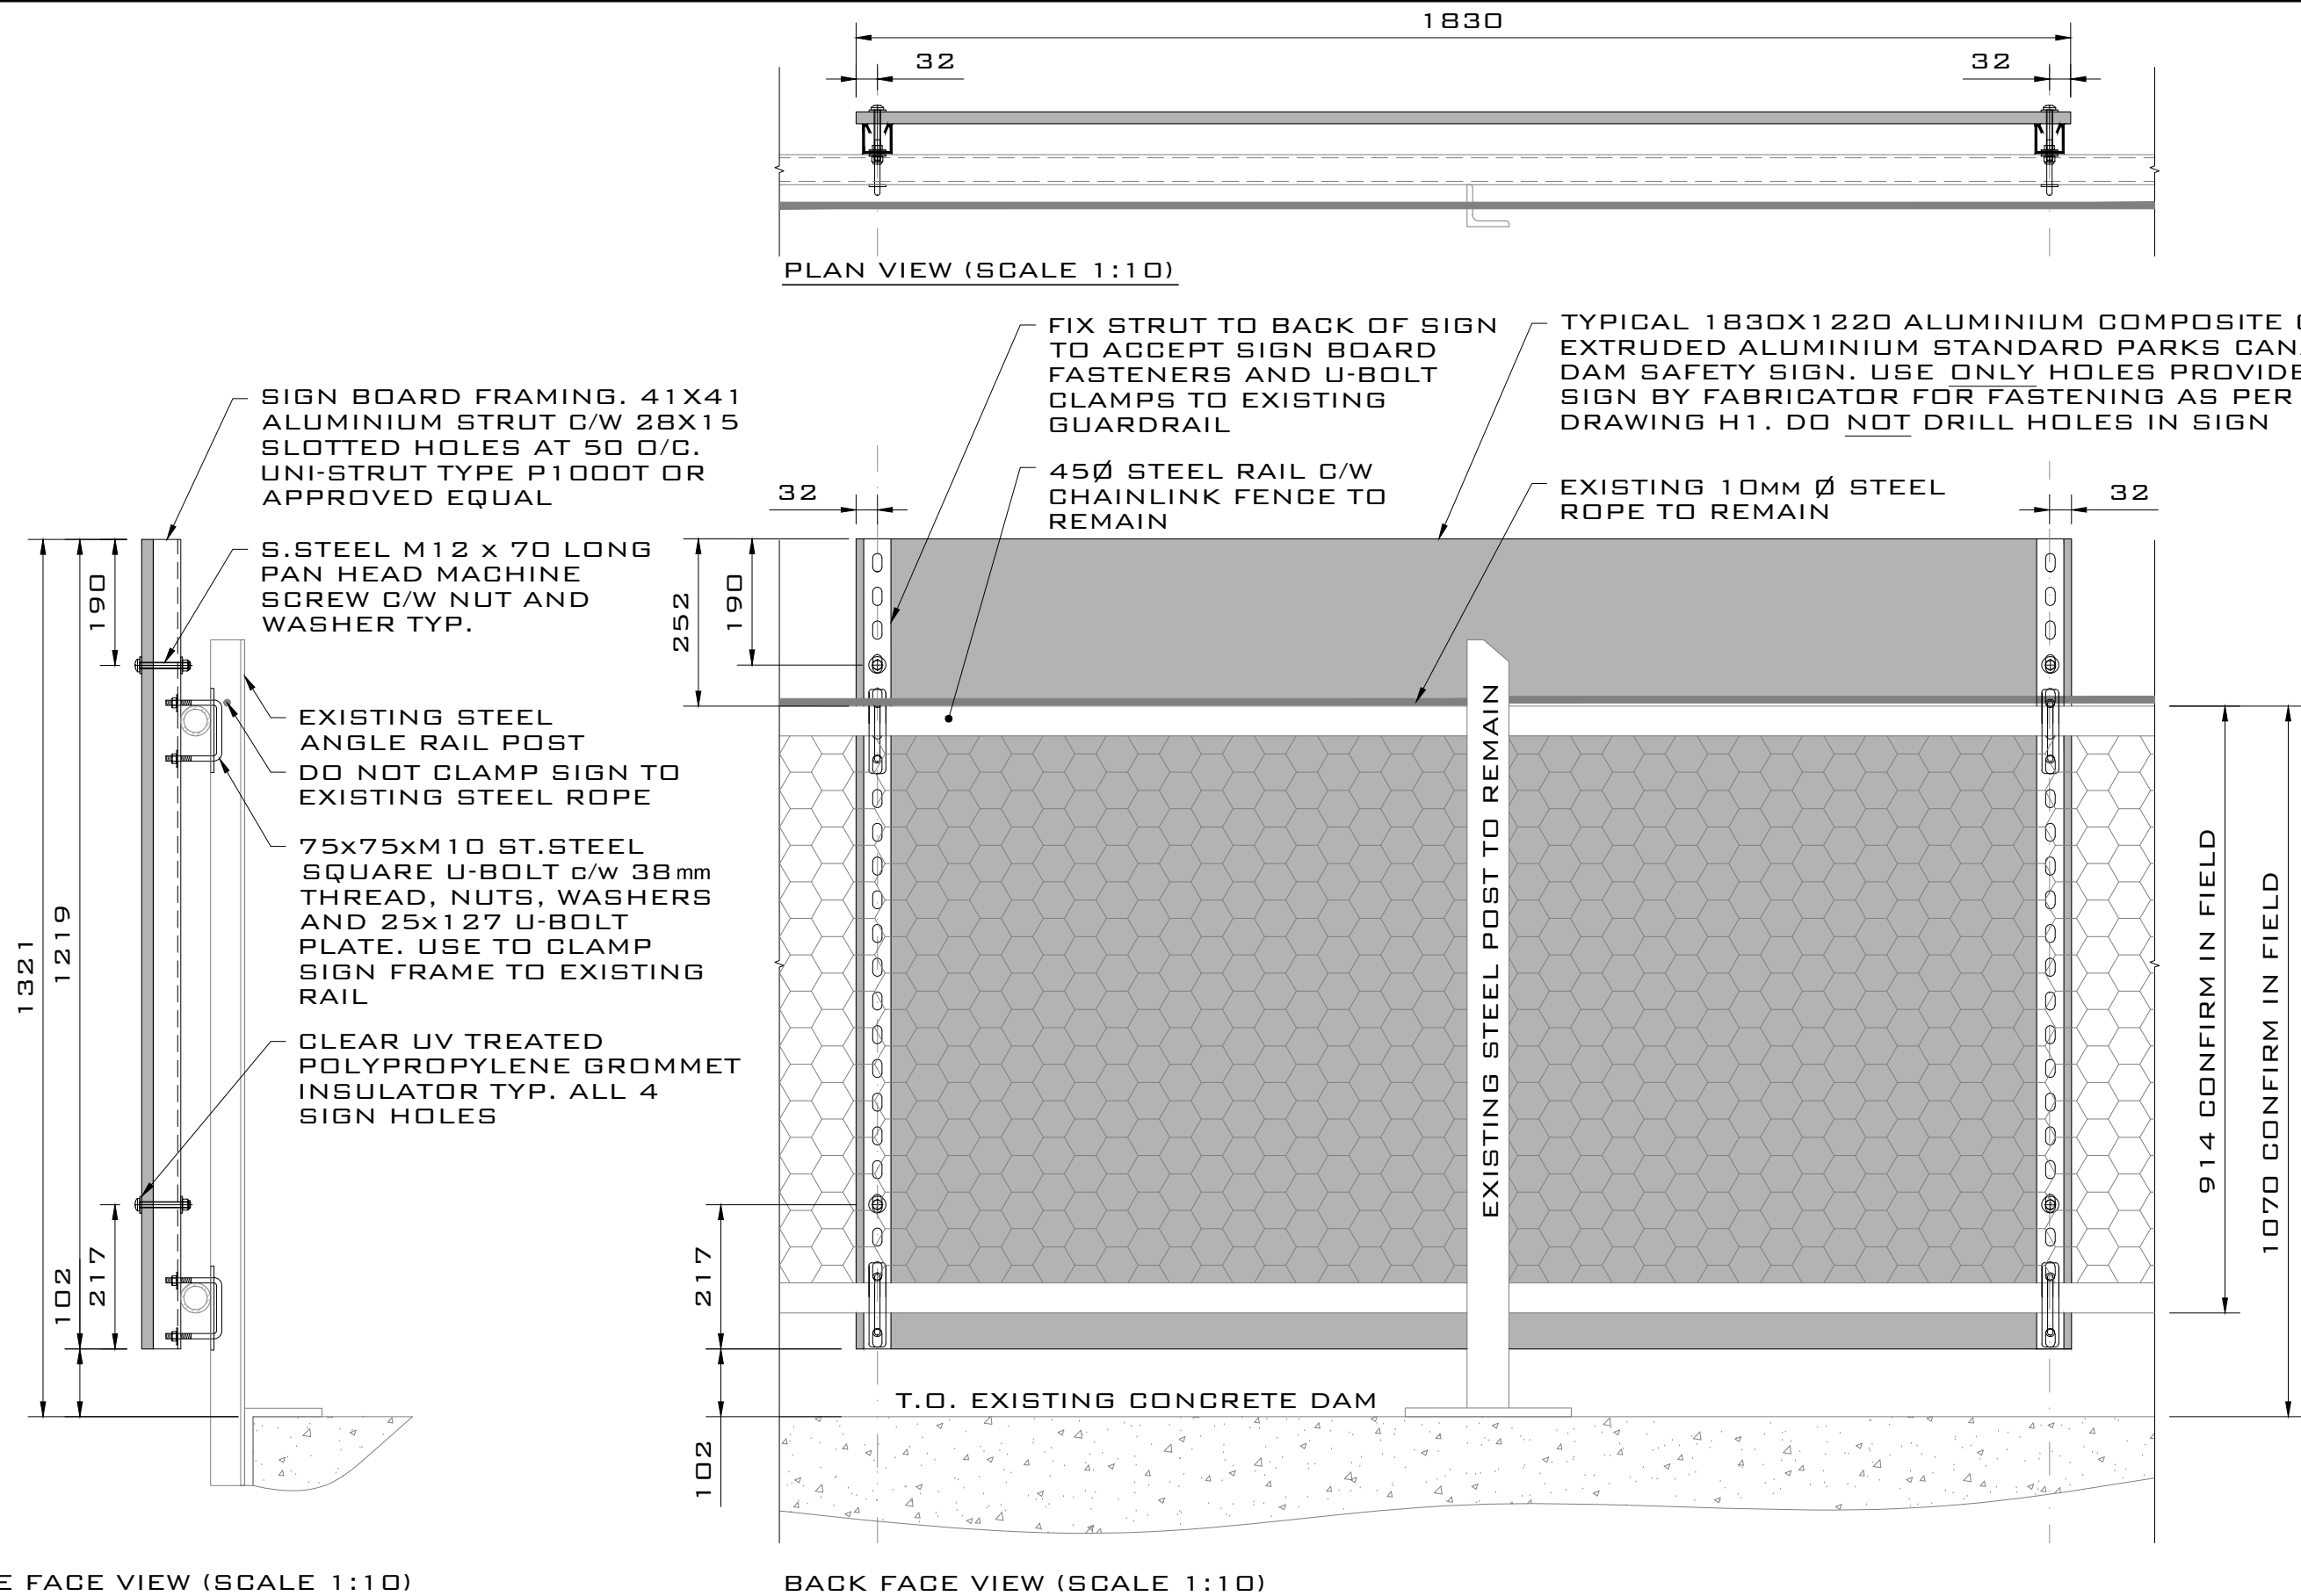 1830
32
32
PLAN VIEW (SCALE 1:10)
FIX STRUT TO BACK OF SIGN
TO ACCEPT SIGN BOARD
FASTENERS AND U-BOLT
CLAMPS TO EXISTING
GUARDRAIL
TYPICAL 1830X1220 ALUMINIUM COMPOSITE
EXTRUDED ALUMINIUM STANDARD PARKS
DAM SAFETY SIGN. USE ONLY HOLES
SIGN BY FABRICATOR FOR FASTENING AS PER
DRAWING H1. DO NOT DRILL HOLES IN SIGN
SIGN BOARD FRAMING. 41X41
ALUMINIUM STRUT C/W 28X15
SLOTTED HOLES AT 50 O/C.
UNI-STRUT TYPE P1000T OR
APPROVED EQUAL
45Ø STEEL RAIL C/W
CHAINLINK FENCE TO
REMAIN
EXISTING 10MM Ø STEEL
ROPE TO REMAIN
32
32
S.STEEL M12 x 70 LONG
PAN HEAD MACHINE
SCREW C/W NUT AND
WASHER TYP.
190
252
190
EXISTING STEEL
ANGLE RAIL POST
DO NOT CLAMP SIGN TO
EXISTING STEEL ROPE
75x75xM10 ST.STEEL
SQUARE U-BOLT c/w 38mm
THREAD, NUTS, WASHERS
AND 25x127 U-BOLT
PLATE. USE TO CLAMP
SIGN FRAME TO EXISTING
RAIL
CLEAR UV TREATED
POLYPROPYLENE GROMMET
INSULATOR TYP. ALL 4
SIGN HOLES
1321
1219
102
217
217
102
EXISTING STEEL POST TO REMAIN
914 CONFIRM IN FIELD
1070 CONFIRM IN FIELD
T.O. EXISTING CONCRETE DAM
FACE VIEW (SCALE 1:10)
BACK FACE VIEW (SCALE 1:10)